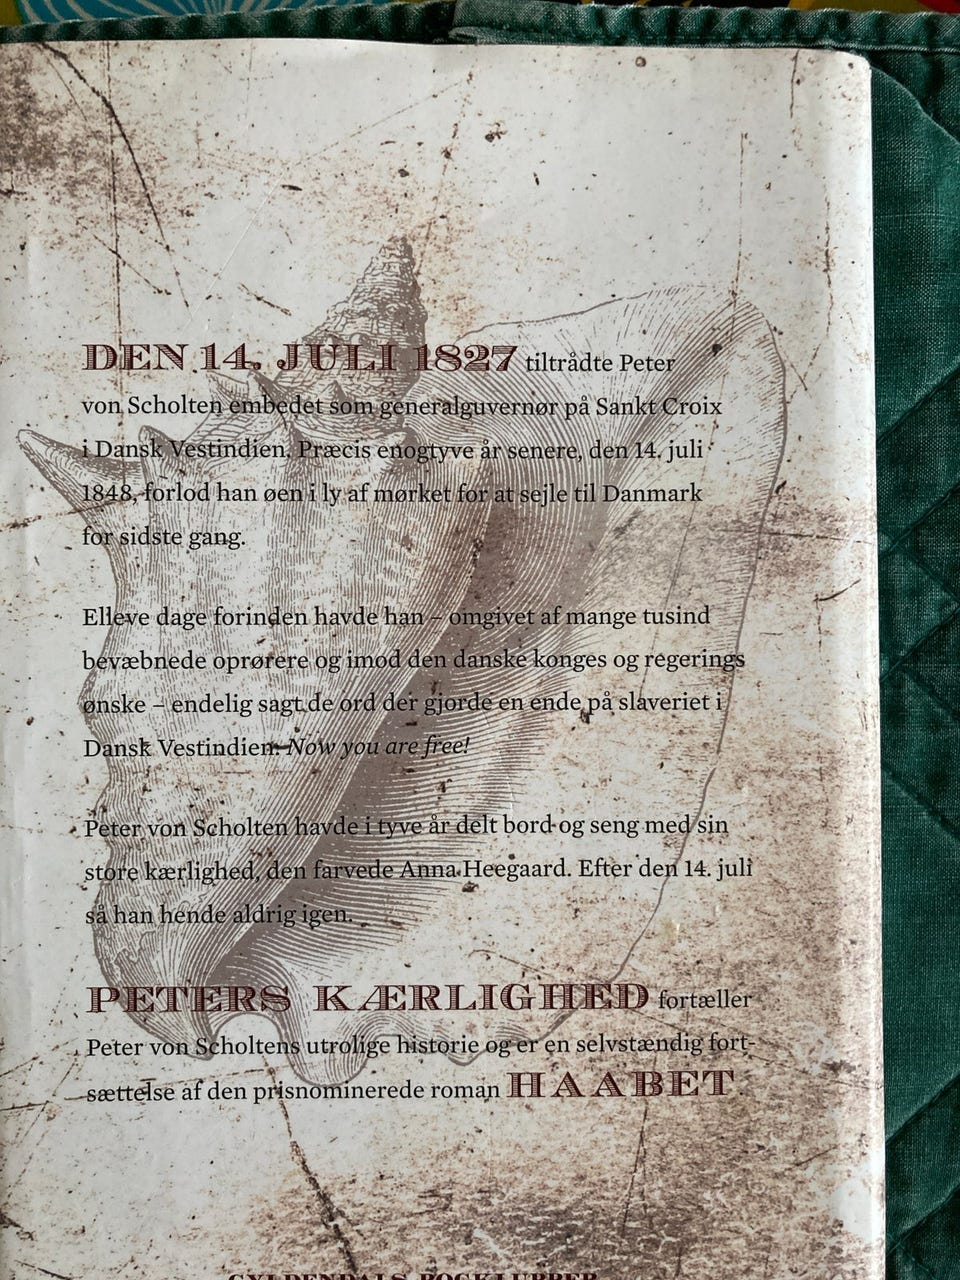 DEN 14. JULI 1827 tiltrådte Peter
von Scholten embedet som generalguvernør på Sankt Croix
i Dansk Vestindien. Præcis enogtyve år senere, den 14. juli
1848, forlod han øen i ly af mørket for at sejle til Danmark
for sidste gang.
Elleve dage forinden havde han – omgivet af mange tusind
bevæbnede oprørere og imod den danske konges og regerings
ønske – endelig sagt de ord der gjorde en ende på slaveriet i
Dansk Vestindien: Now you are free!
Peter von Scholten havde i tyve år delt bord og seng med sin
store kærlighed, den farvede Anna Heegaard. Efter den 14. juli
så han hende aldrig igen.
PETERS KÆRLIGHED fortæller
Peter von Scholtens utrolige historie og er en selvstændig fort-
sættelse af den prisnominerede roman HAABET
GYLDENDALS BOGKLUBBER